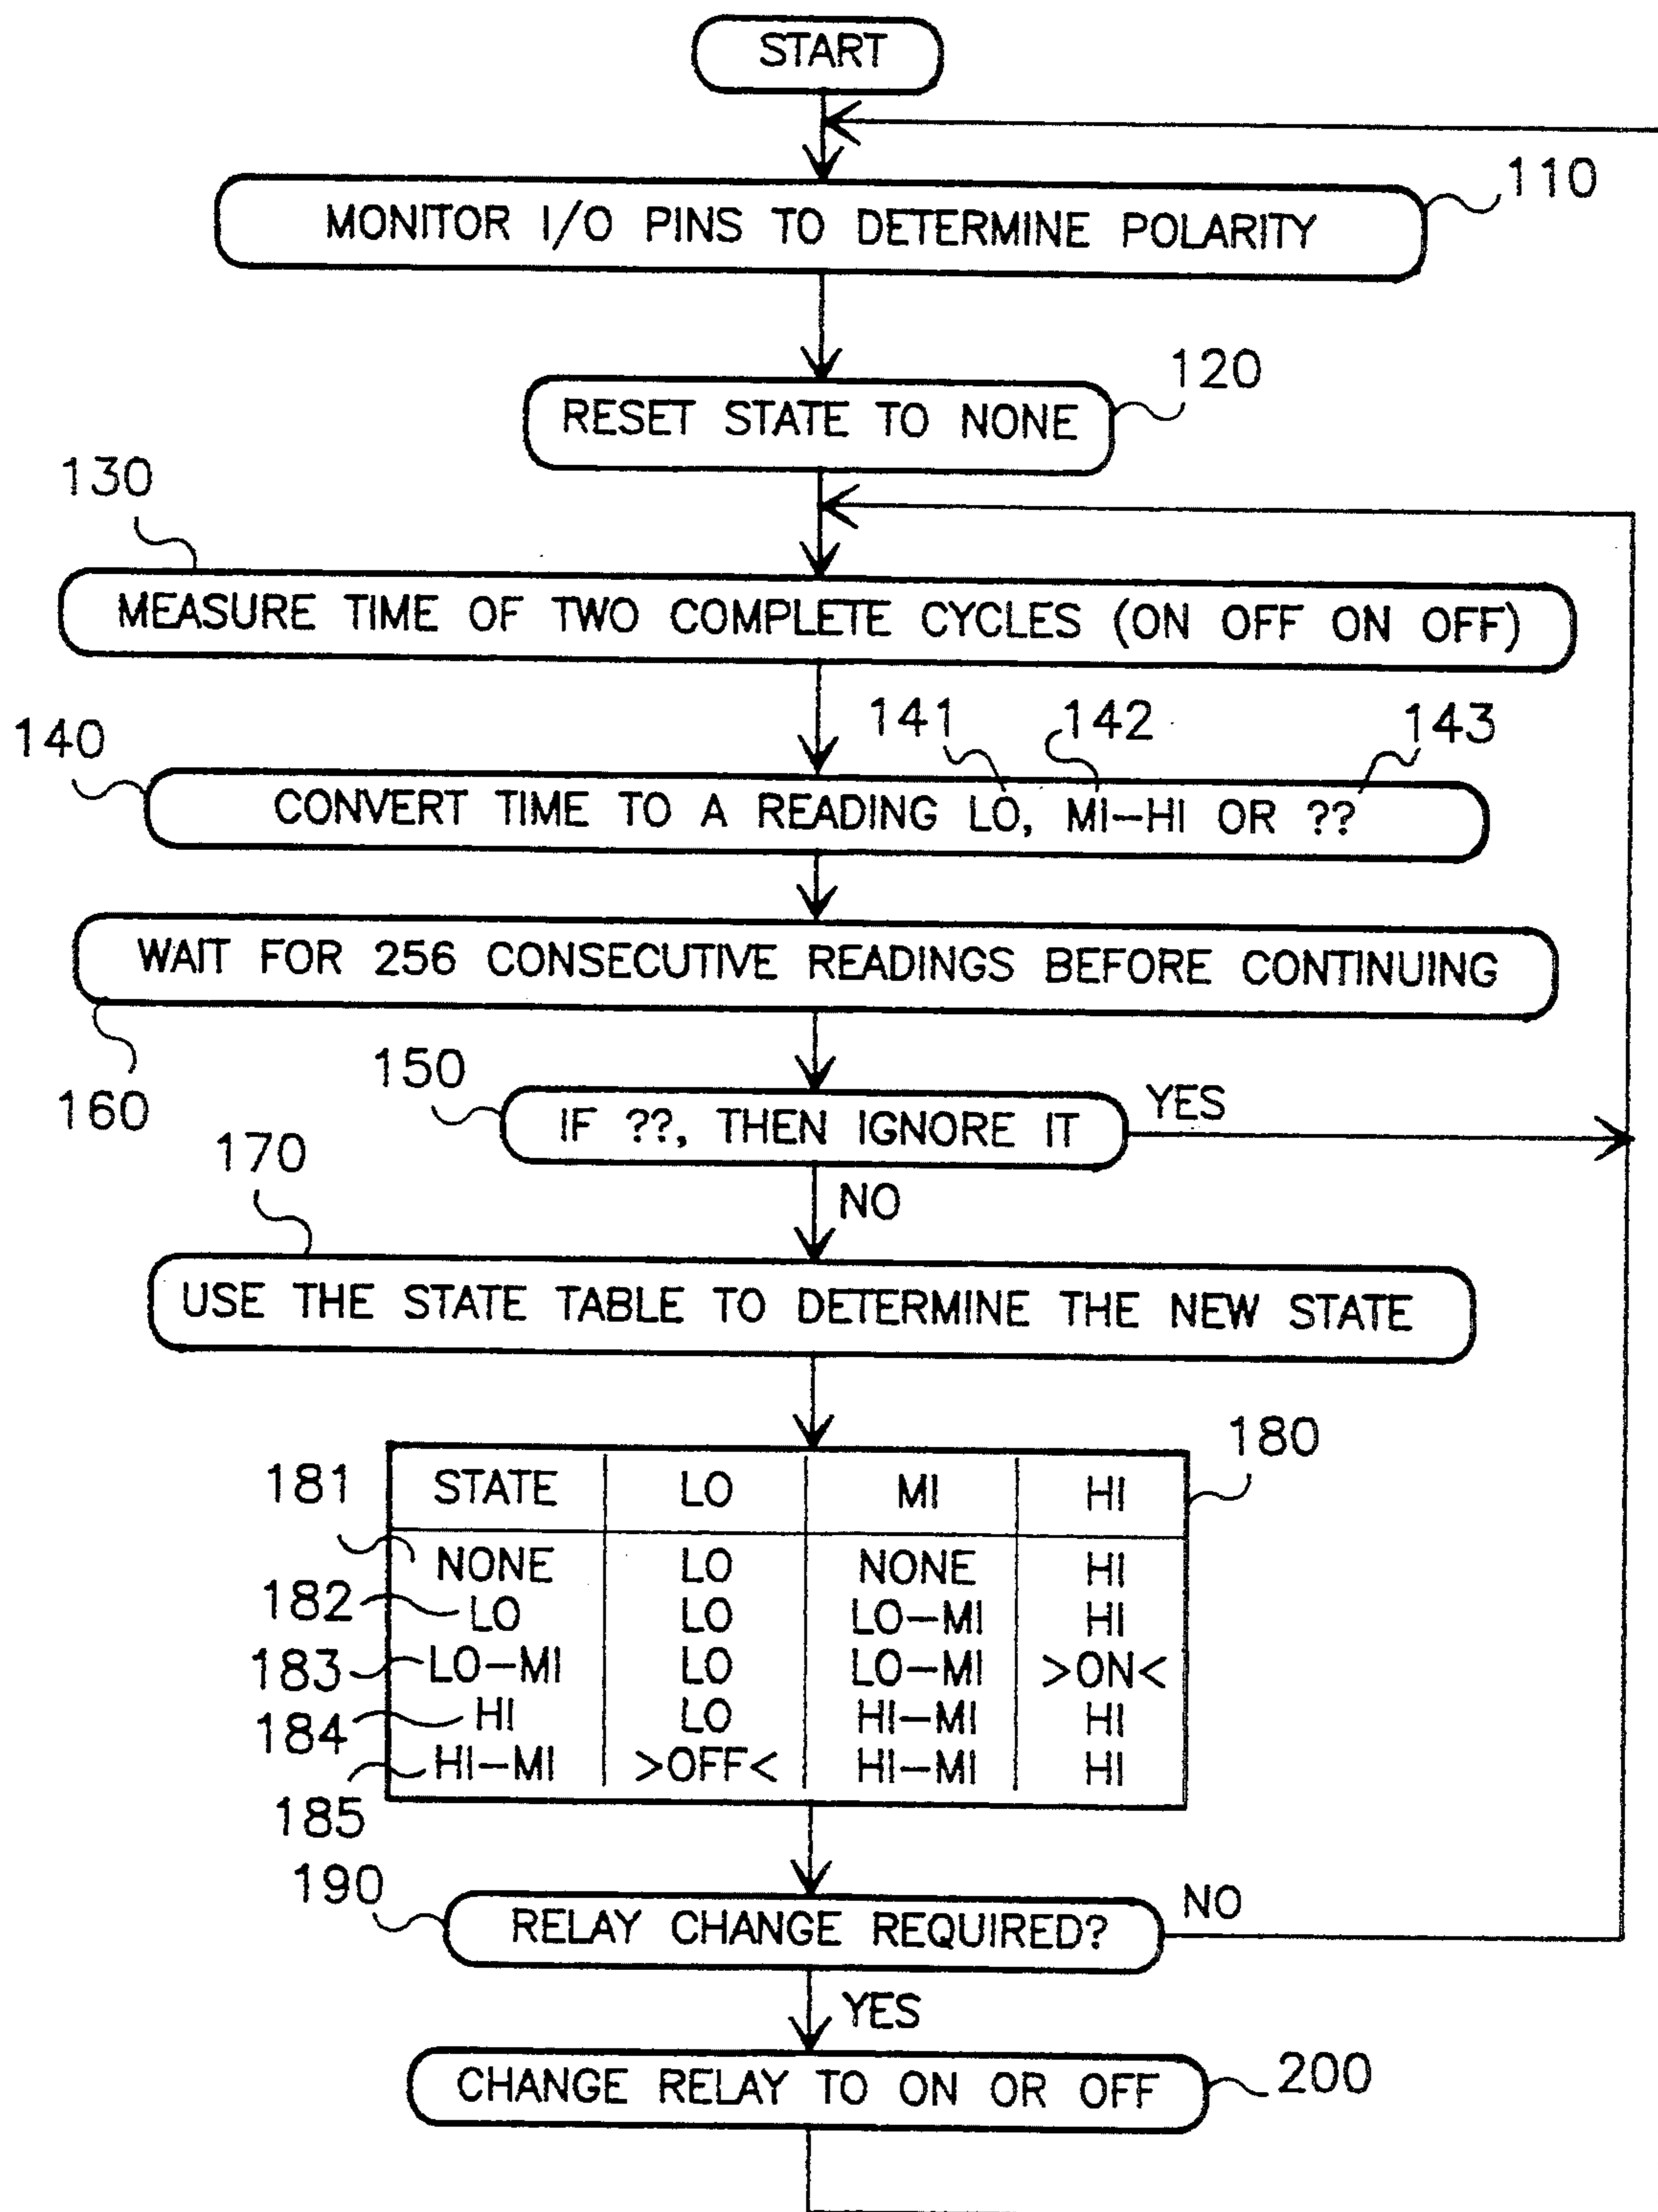 START
110
MONITOR I/O PINS TO DETERMINE POLARITY
120
RESET STATE TO NONE
130
MEASURE TIME OF TWO COMPLETE CYCLES (ON OFF ON OFF)
140
141
142
143
CONVERT TIME TO A READING LO, MI-HI OR ??
WAIT FOR 256 CONSECUTIVE READINGS BEFORE CONTINUING
160
150
IF ??, THEN IGNORE IT
YES
NO
170
USE THE STATE TABLE TO DETERMINE THE NEW STATE
180
STATE LO MI HI
181
NONE LO NONE HI
182
LO LO LO-MI HI
183
LO-MI LO LO-MI >ON<
184
HI LO HI-MI HI
185
HI-MI >OFF< HI-MI HI
190
RELAY CHANGE REQUIRED?
NO
YES
CHANGE RELAY TO ON OR OFF
200